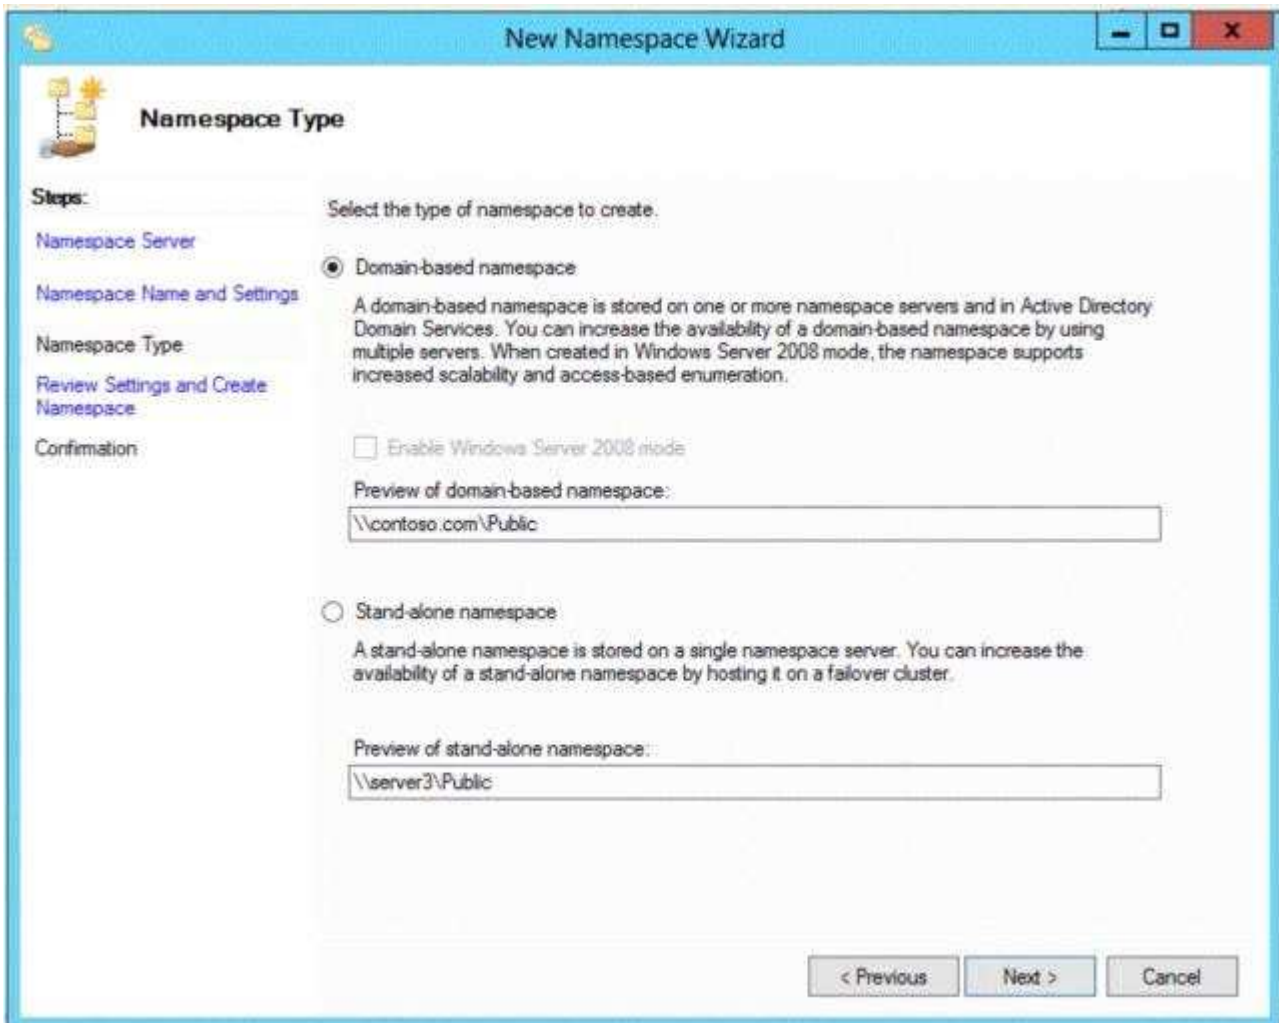 New Namespace Wizard
Namespace Type
Steps:
Namespace Server
Namespace Name and Settings
Namespace Type
Review Settings and Create
Namespace
Confirmation
Select the type of namespace to create.
Domain-based namespace
A domain-based namespace is stored on one or more namespace servers and in Active Directory
Domain Services. You can increase the availability of a domain-based namespace by using
multiple servers. When created in Windows Server 2008 mode, the namespace supports
increased scalability and access-based enumeration.
Enable Windows Server 2008 mode
Preview of domain-based namespace:
\\contoso.com\Public
Stand-alone namespace
A stand-alone namespace is stored on a single namespace server. You can increase the
availability of a stand-alone namespace by hosting it on a failover cluster.
Preview of stand-alone namespace:
\\server3\Public
< Previous
Next >
Cancel